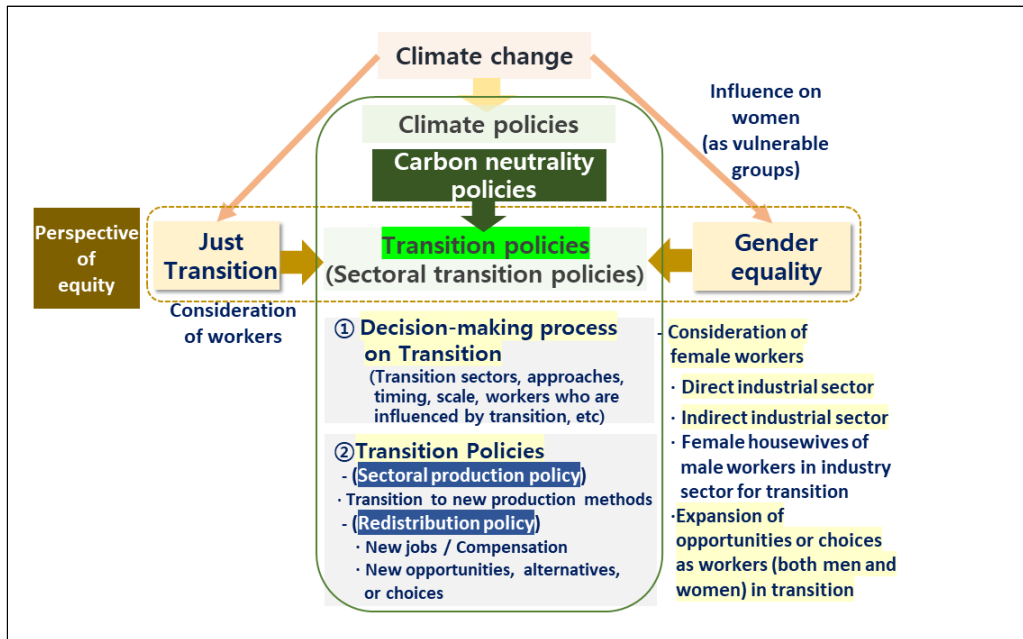 Climate change
Influence on
women
(as vulnerable
groups)
Climate policies
Carbon neutrality
policies
Perspective
of
equity
Just
Transition
Transition policies
(Sectoral transition policies)
Gender
equality
Consideration
of workers
① Decision-making process
on Transition
(Transition sectors, approaches,
timing, scale, workers who are
influenced by transition, etc)
②Transition Policies
- (Sectoral production policy)
· Transition to new production methods
- (Redistribution policy)
· New jobs / Compensation
· New opportunities, alternatives,
or choices
- Consideration of
female workers
· Direct industrial sector
· Indirect industrial sector
· Female housewives of
male workers in industry
sector for transition
·Expansion of
opportunities or choices
as workers (both men and
women) in transition